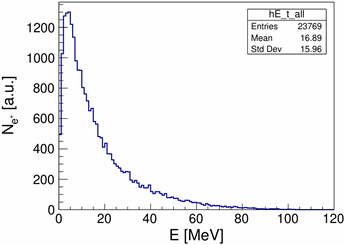 hE_t_all
Entries 23769
Mean 16.89
Std Dev 15.96
1200
1000
800
600
400
200
0
N_e⁺ [a.u.]
0 20 40 60 80 100 120
E [MeV]